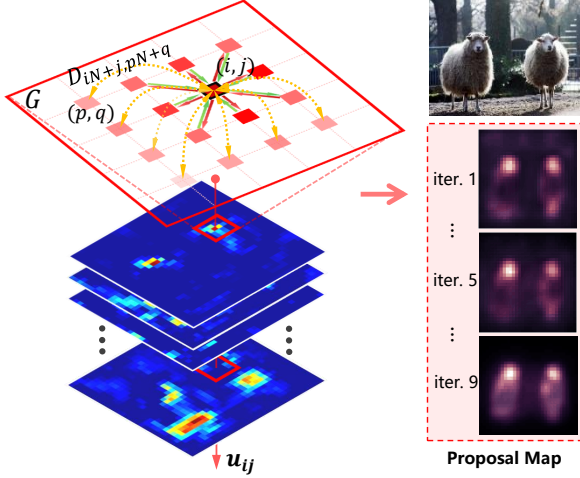 D_{iN+j,pN+q}
(i,j)
G
(p,q)
iter. 1
⋮
iter. 5
⋮
iter. 9
u_{ij}
Proposal Map